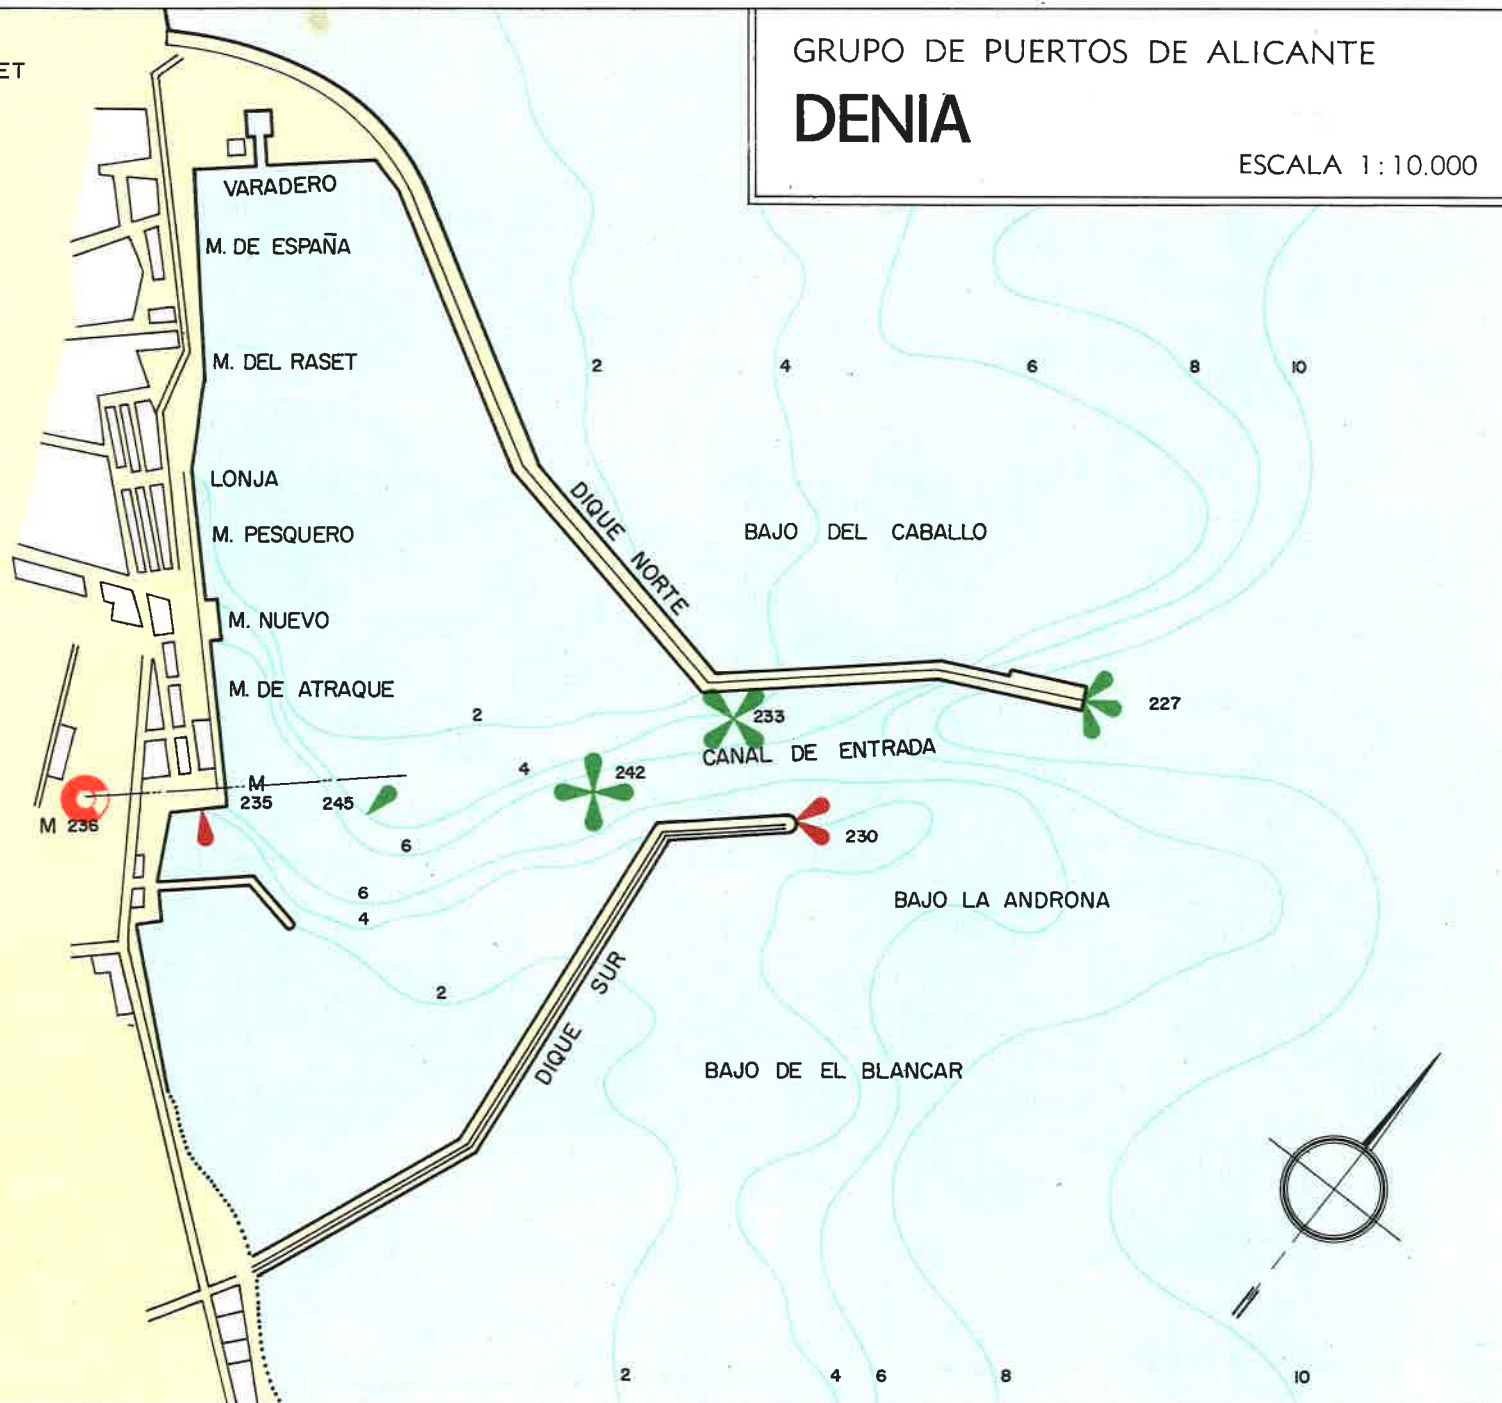 ET
GRUPO DE PUERTOS DE ALICANTE
DENIA
ESCALA 1:10.000
VARADERO
M. DE ESPAÑA
M. DEL RASET
2
4
6
8
10
LONJA
M. PESQUERO
DIQUE NORTE
BAJO DEL CABALLO
M. NUEVO
M. DE ATRAQUE
2
233
227
CANAL DE ENTRADA
4
242
M
235
245
M 236
6
230
6
4
BAJO LA ANDRONA
2
DIQUE SUR
BAJO DE EL BLANCAR
2
4
6
8
10